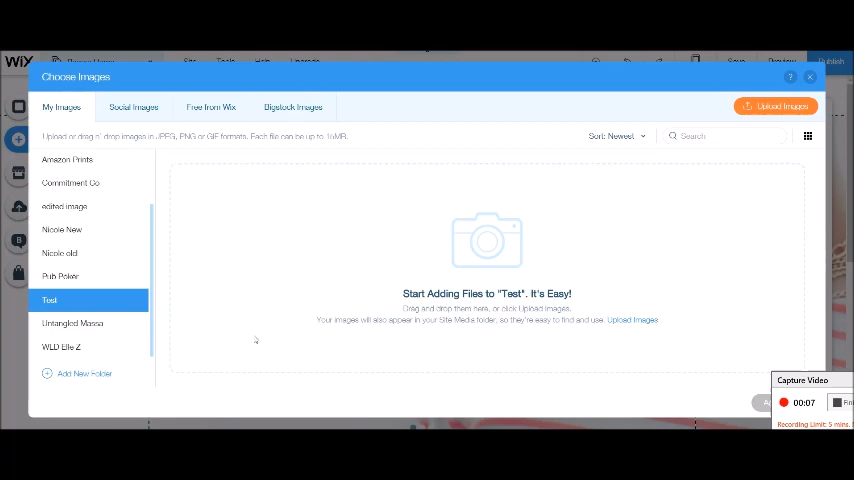 WiX
Site Tools Help Upgrade
Save Preview Publish
Choose Images
?
My Images Social Images Free from Wix Bigstock Images
Upload Images
Upload or drag n' drop images in JPEG, PNG or GIF formats. Each file can be up to 15MB.
Sort: Newest
Search
Amazon Prints
Commitment Co
edited image
Nicole New
Nicole old
Pub Poker
Test
Untangled Massa
WLD Elle Z
Add New Folder
Start Adding Files to "Test". It's Easy!
Drag and drop them here, or click Upload Images.
Your images will also appear in your Site Media folder, so they're easy to find and use. Upload Images
Capture Video
00:07
Fin
Recording Limit: 5 mins.